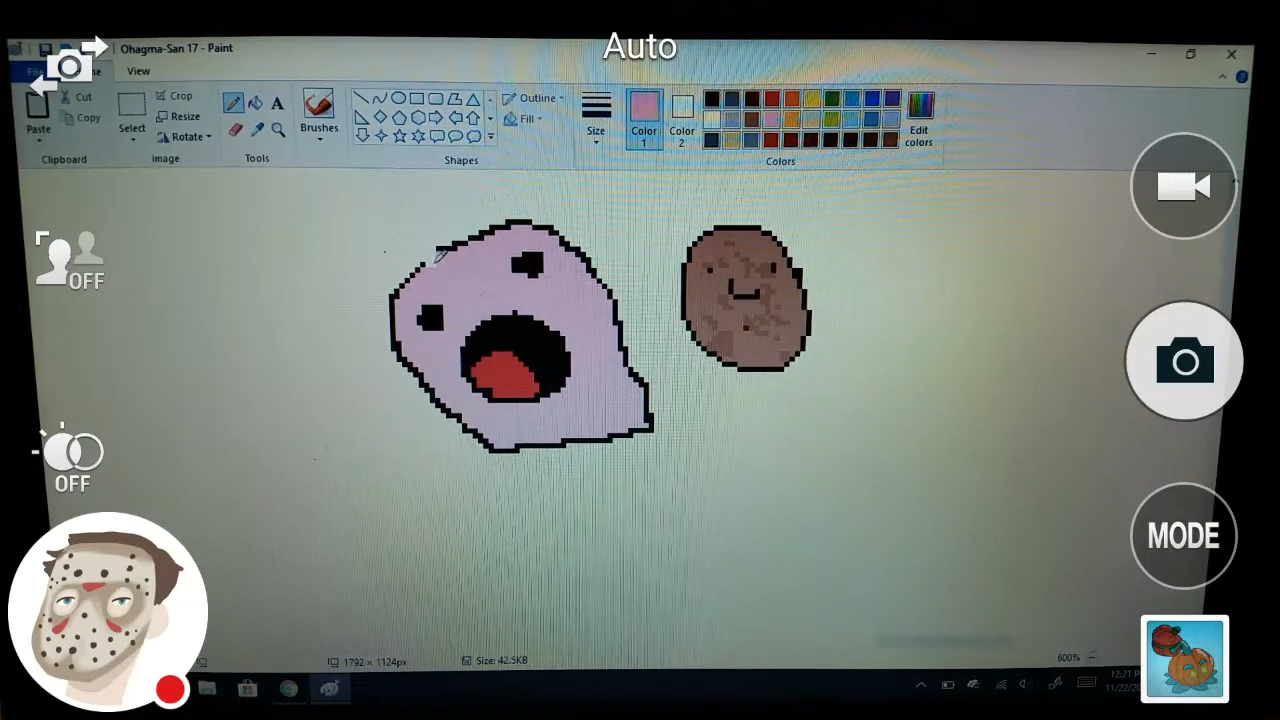 Auto
Ohagma-San 17 - Paint
View
Cut
Copy
Paste
Clipboard
Crop
Resize
Rotate
Select
Image
Tools
Brushes
Outline
Fill
Shapes
Size
Color 1
Color 2
Edit colors
Colors
OFF
OFF
MODE
1792 × 1124px
Size: 42.5KB
600%